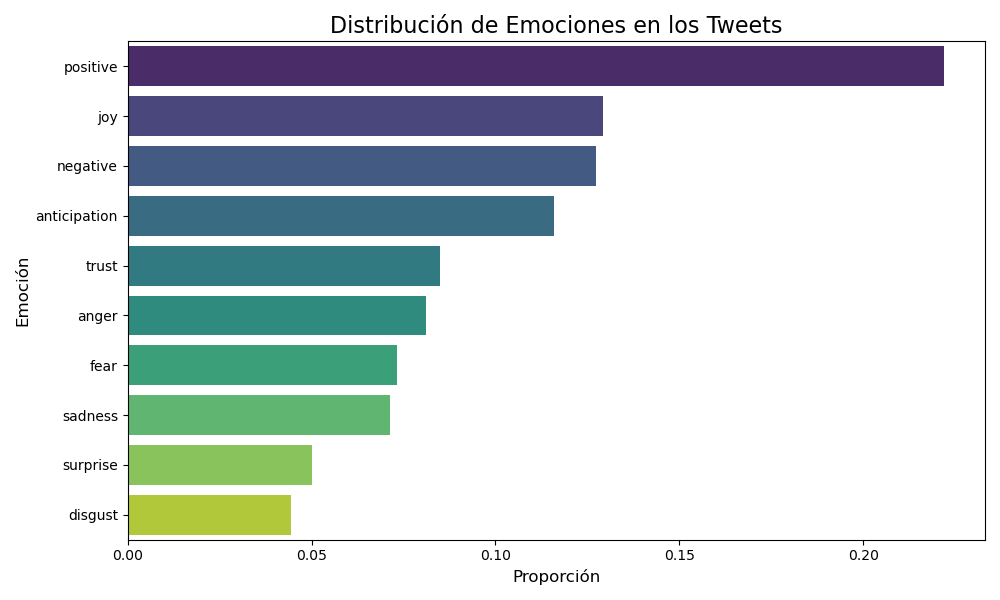 Distribución de Emociones en los Tweets
positive
joy
negative
anticipation
trust
anger
fear
sadness
surprise
disgust
Emoción
0.00 0.05 0.10 0.15 0.20
Proporción